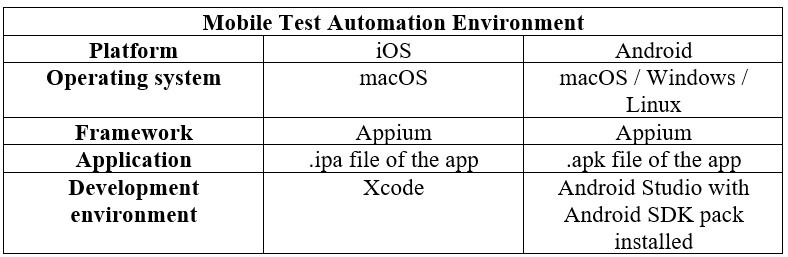 Mobile Test Automation Environment
Platform iOS Android
Operating system macOS macOS / Windows /
Linux
Framework Appium Appium
Application .ipa file of the app .apk file of the app
Development Xcode Android Studio with
environment Android SDK pack
installed